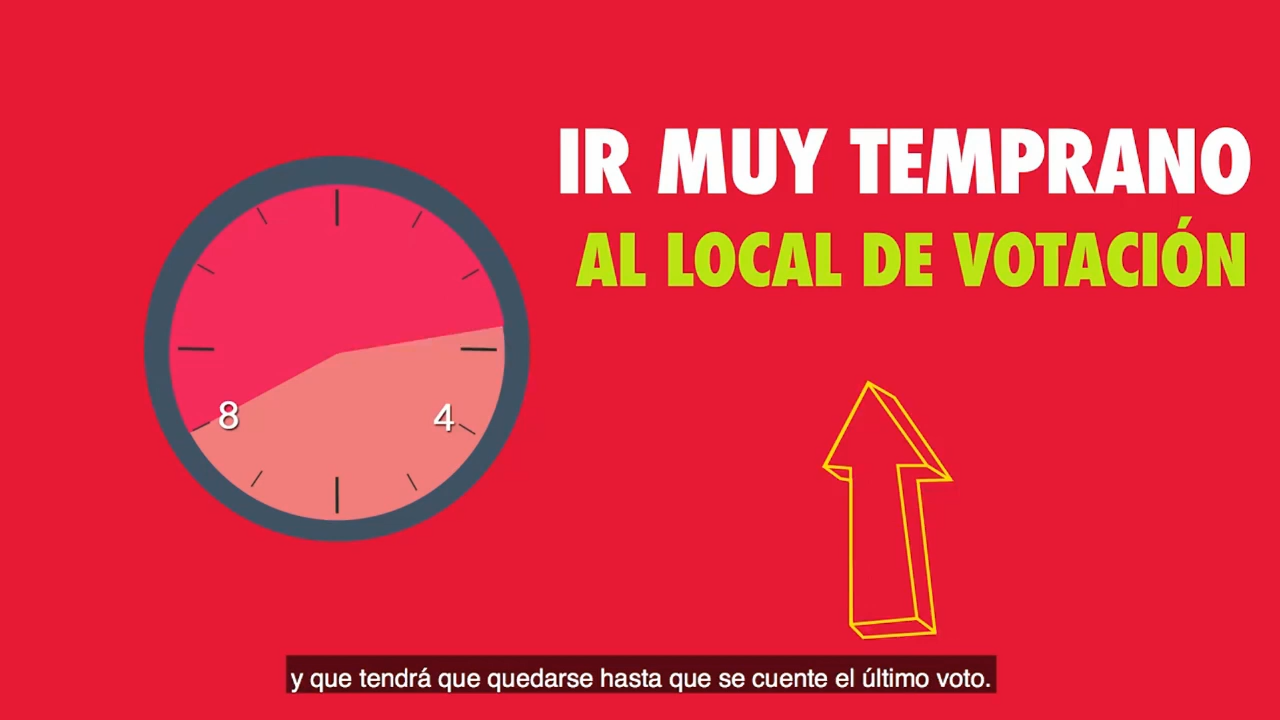 IR MUY TEMPRANO
AL LOCAL DE VOTACIÓN
8
4
y que tendrá que quedarse hasta que se cuente el último voto.